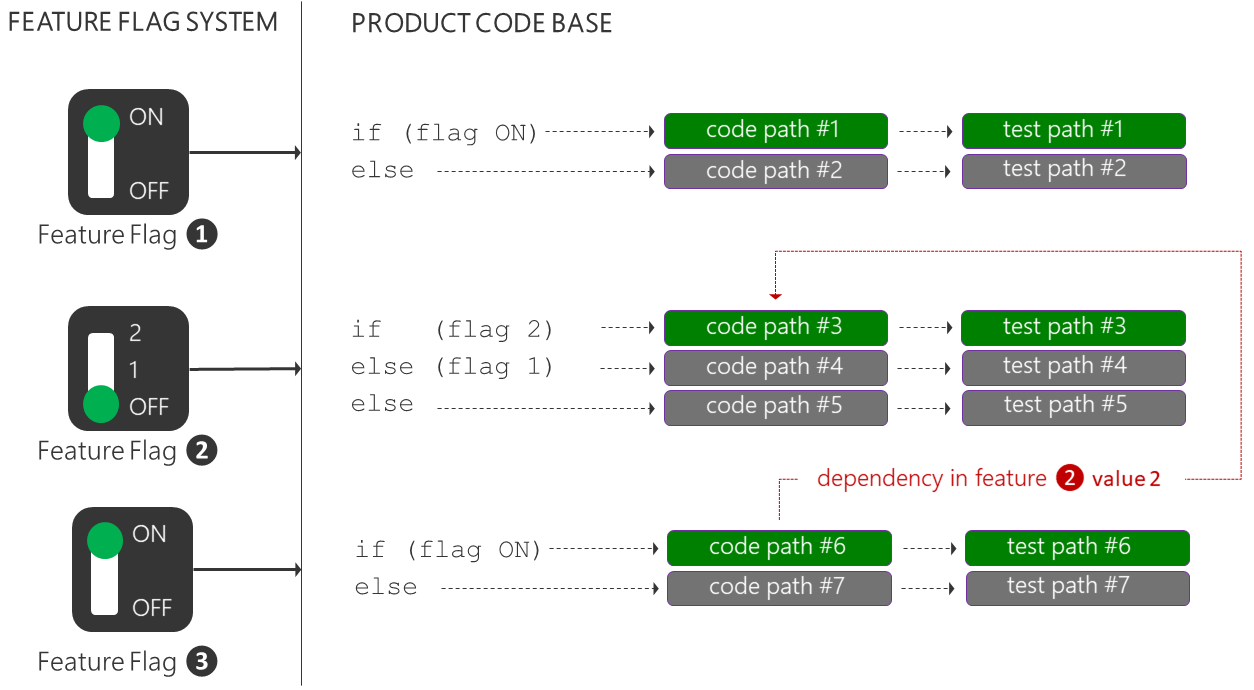 FEATURE FLAG SYSTEM
PRODUCT CODE BASE
ON
OFF
Feature Flag 1
if (flag ON)
code path #1
test path #1
else
code path #2
test path #2
2
1
OFF
Feature Flag 2
if (flag 2)
code path #3
test path #3
else (flag 1)
code path #4
test path #4
else
code path #5
test path #5
dependency in feature 2 value 2
ON
OFF
Feature Flag 3
if (flag ON)
code path #6
test path #6
else
code path #7
test path #7